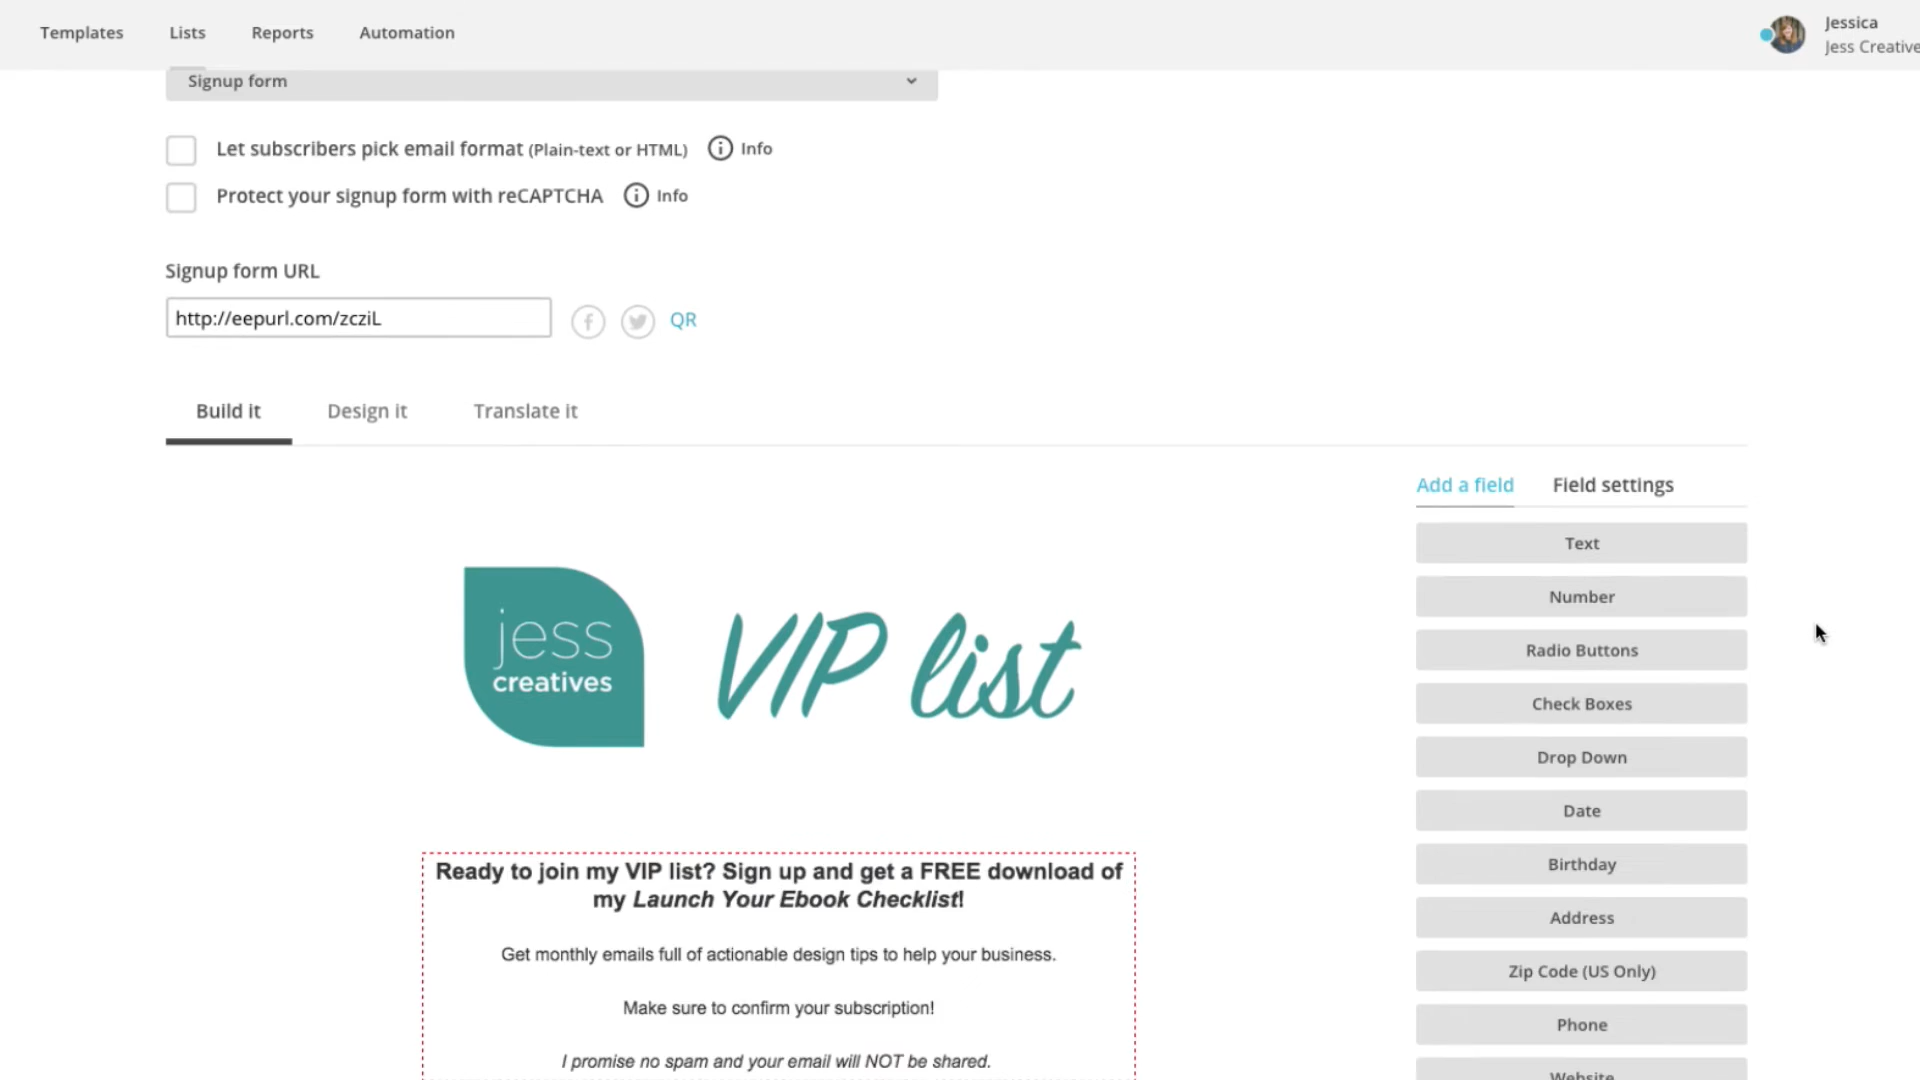 Templates
Lists
Reports
Automation
Jessica
Jess Creative
Signup form
Let subscribers pick email format (Plain-text or HTML)
Info
Protect your signup form with reCAPTCHA
Info
Signup form URL
http://eepurl.com/zcziL
QR
Build it
Design it
Translate it
Add a field
Field settings
Text
Number
Radio Buttons
Check Boxes
Drop Down
Date
Birthday
Address
Zip Code (US Only)
Phone
Website
jess
creatives
VIP list
Ready to join my VIP list? Sign up and get a FREE download of
my Launch Your Ebook Checklist!
Get monthly emails full of actionable design tips to help your business.
Make sure to confirm your subscription!
I promise no spam and your email will NOT be shared.